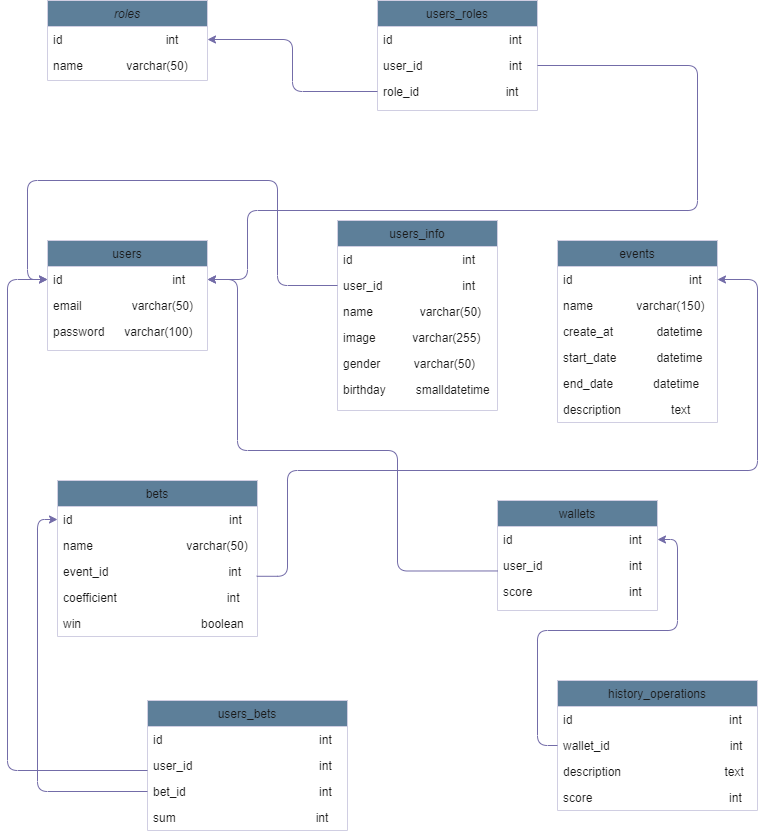 roles
id int
name varchar(50)
users_roles
id int
user_id int
role_id int
users
id int
email varchar(50)
password varchar(100)
users_info
id int
user_id int
name varchar(50)
image varchar(255)
gender varchar(50)
birthday smalldatetime
events
id int
name varchar(150)
create_at datetime
start_date datetime
end_date datetime
description text
bets
id int
name varchar(50)
event_id int
coefficient int
win boolean
wallets
id int
user_id int
score int
users_bets
id int
user_id int
bet_id int
sum int
history_operations
id int
wallet_id int
description text
score int